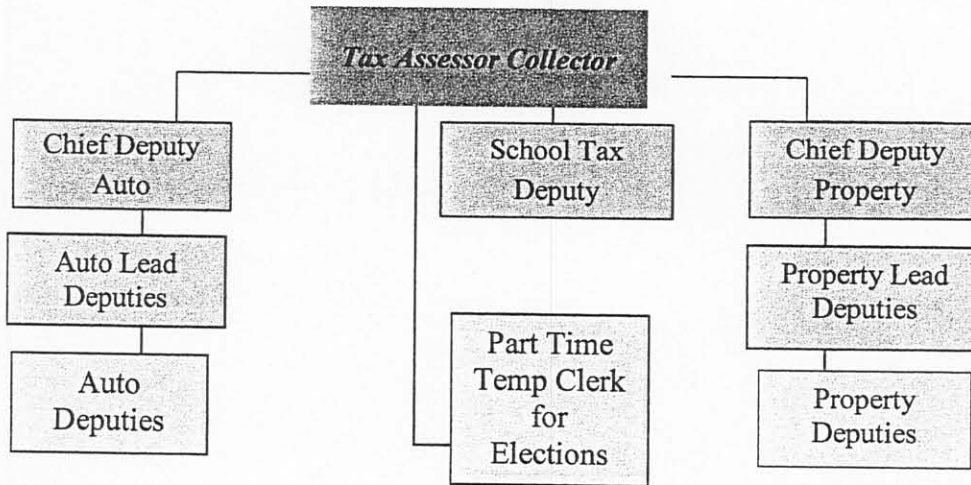 Tax Assessor Collector
Chief Deputy
Auto
School Tax
Deputy
Chief Deputy
Property
Auto Lead
Deputies
Property Lead
Deputies
Part Time
Temp Clerk
for
Elections
Auto
Deputies
Property
Deputies